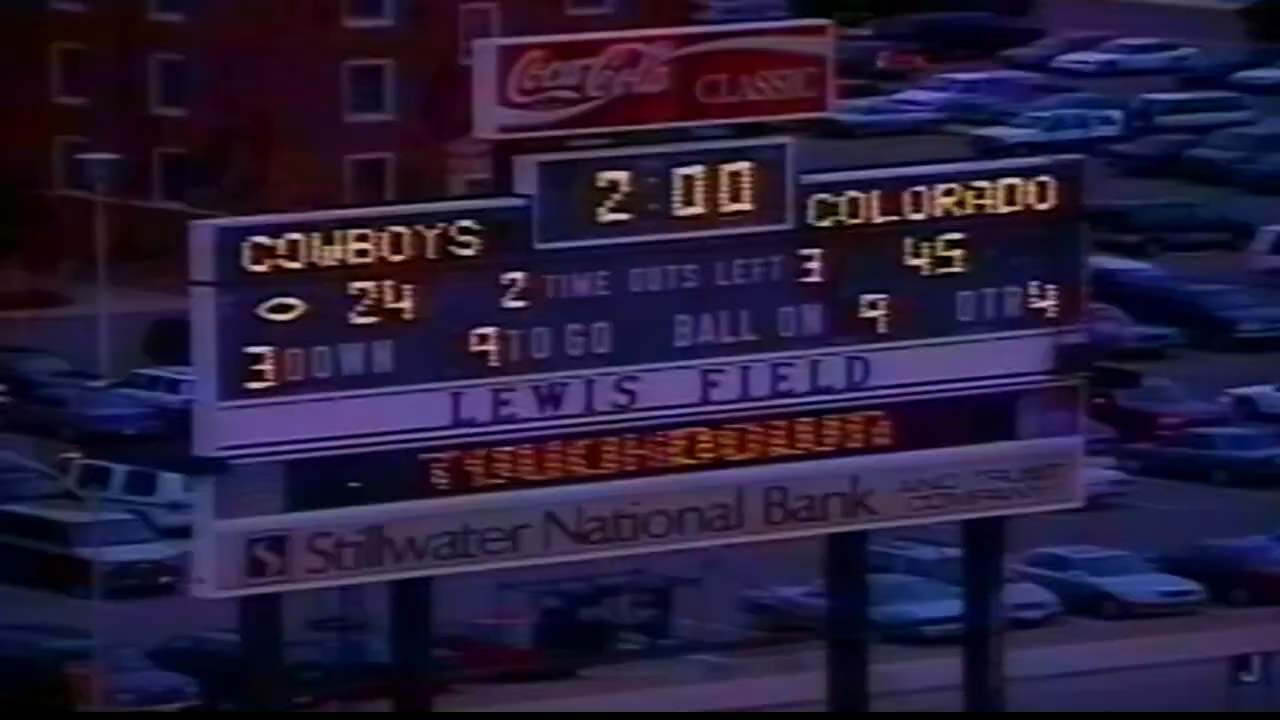 Coca-Cola CLASSIC
2:00
COWBOYS COLORADO
24 2 TIME OUTS LEFT 3 45
3 DOWN 9 TO GO BALL ON 9 QTR 4
LEWIS FIELD
Stillwater National Bank
J